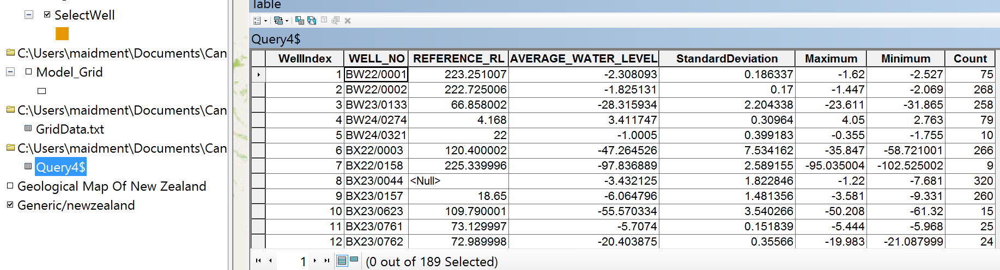 SelectWell
C:\Users\maidment\Documents\Can
Model_Grid
C:\Users\maidment\Documents\Can
GridData.txt
C:\Users\maidment\Documents\Can
Query4$
Geological Map Of New Zealand
Generic/newzealand
Table
Query4$
WellIndex WELL_NO REFERENCE_RL AVERAGE_WATER_LEVEL StandardDeviation Maximum Minimum Count
1 BW22/0001 223.251007 -2.308093 0.186337 -1.62 -2.527 75
2 BW22/0002 222.725006 -1.825131 0.17 -1.447 -2.069 268
3 BW23/0133 66.858002 -28.315934 2.204338 -23.611 -31.865 258
4 BW24/0274 4.168 3.411747 0.30964 4.05 2.763 79
5 BW24/0321 22 -1.0005 0.399183 -0.355 -1.755 10
6 BX22/0003 120.400002 -47.264526 7.534162 -35.847 -58.721001 266
7 BX22/0158 225.339996 -97.836889 2.589155 -95.035004 -102.525002 9
8 BX23/0044 <Null> -3.432125 1.822846 -1.22 -7.681 320
9 BX23/0157 18.65 -6.064796 1.481356 -3.581 -9.331 260
10 BX23/0623 109.790001 -55.570334 3.540266 -50.208 -61.32 15
11 BX23/0761 73.129997 -5.7074 0.151839 -5.444 -5.968 25
12 BX23/0762 72.989998 -20.403875 0.35566 -19.983 -21.087999 24
1 (0 out of 189 Selected)